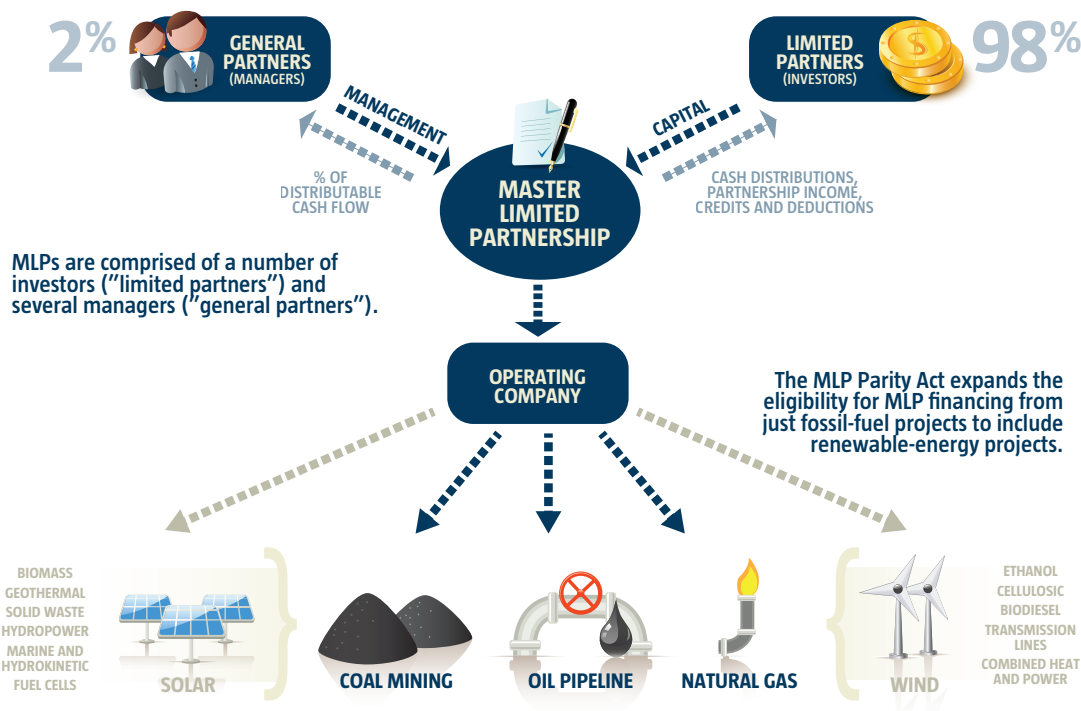 2%
GENERAL
PARTNERS
(MANAGERS)
LIMITED
PARTNERS
(INVESTORS)
98%
MANAGEMENT
CAPITAL
% OF
DISTRIBUTABLE
CASH FLOW
CASH DISTRIBUTIONS,
PARTNERSHIP INCOME,
CREDITS AND DEDUCTIONS
MASTER
LIMITED
PARTNERSHIP
MLPs are comprised of a number of
investors ("limited partners") and
several managers ("general partners").
OPERATING
COMPANY
The MLP Parity Act expands the
eligibility for MLP financing from
just fossil-fuel projects to include
renewable-energy projects.
BIOMASS
GEOTHERMAL
SOLID WASTE
HYDROPOWER
MARINE AND
HYDROKINETIC
FUEL CELLS
SOLAR
COAL MINING
OIL PIPELINE
NATURAL GAS
WIND
ETHANOL
CELLULOSIC
BIODIESEL
TRANSMISSION
LINES
COMBINED HEAT
AND POWER